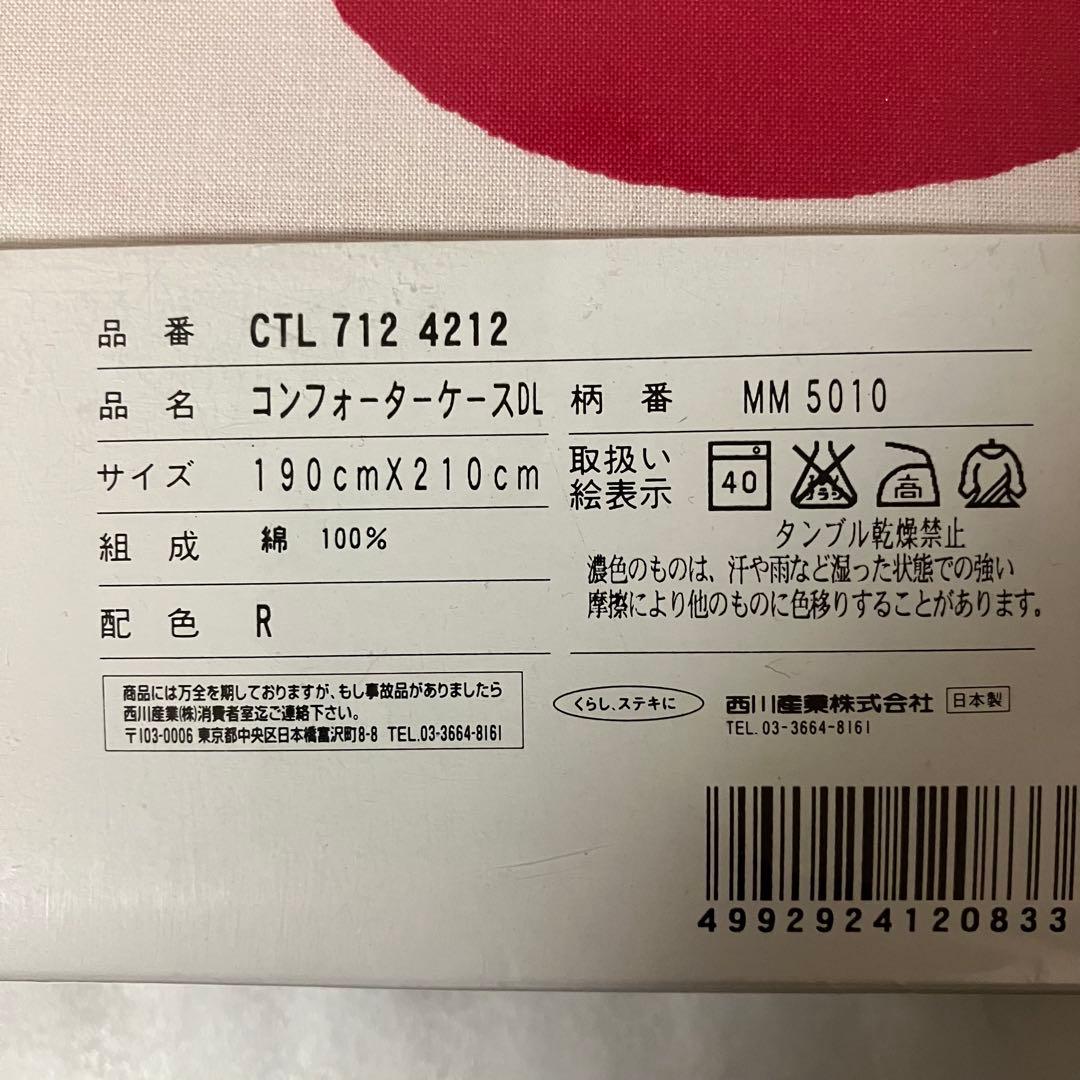 品番 CTL 712 4212
品名 コンフォーターケースDL 柄番 MM 5010
サイズ 190cmX210cm 取扱い
絵表示
40 エンソ
サラシ 高
組成 綿 100%
タンブル乾燥禁止
濃色のものは、汗や雨など湿った状態での強い
摩擦により他のものに色移りすることがあります。
配色 R
商品には万全を期しておりますが、もし事故品がありましたら
西川産業(株)消費者室迄ご連絡下さい。
〒103-0006 東京都中央区日本橋富沢町8-8 TEL.03-3664-8161
くらし、ステキに 西川産業株式会社 日本製
TEL.03-3664-8161
4992924120833